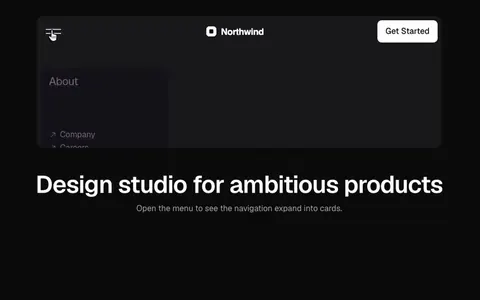 Northwind
Get Started
About
↗ Company
↗ Careers
Design studio for ambitious products
Open the menu to see the navigation expand into cards.